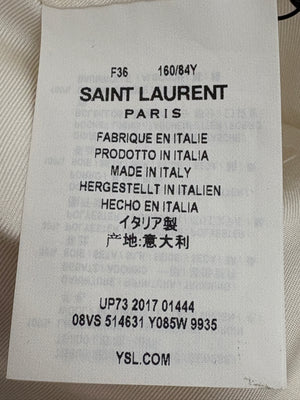 F36 160/84Y
SAINT LAURENT
PARIS
FABRIQUE EN ITALIE
PRODOTTO IN ITALIA
MADE IN ITALY
HERGESTELLT IN ITALIEN
HECHO EN ITALIA
イタリア製
产地:意大利
UP73 2017 01444
08VS 514631 Y085W 9935
YSL.COM